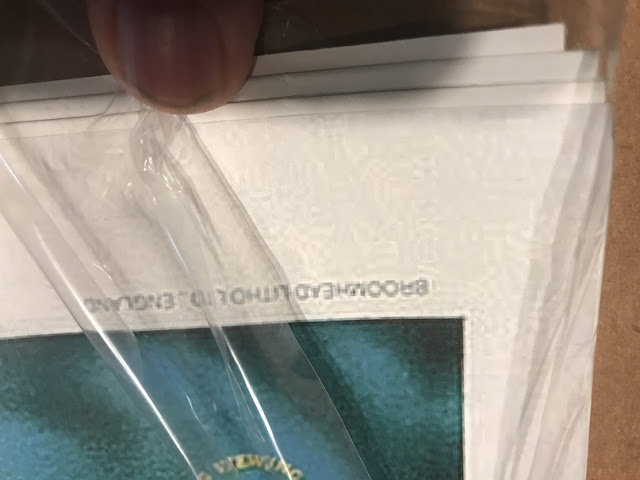 BROOMHEAD LITHO LTD., ENGLAND